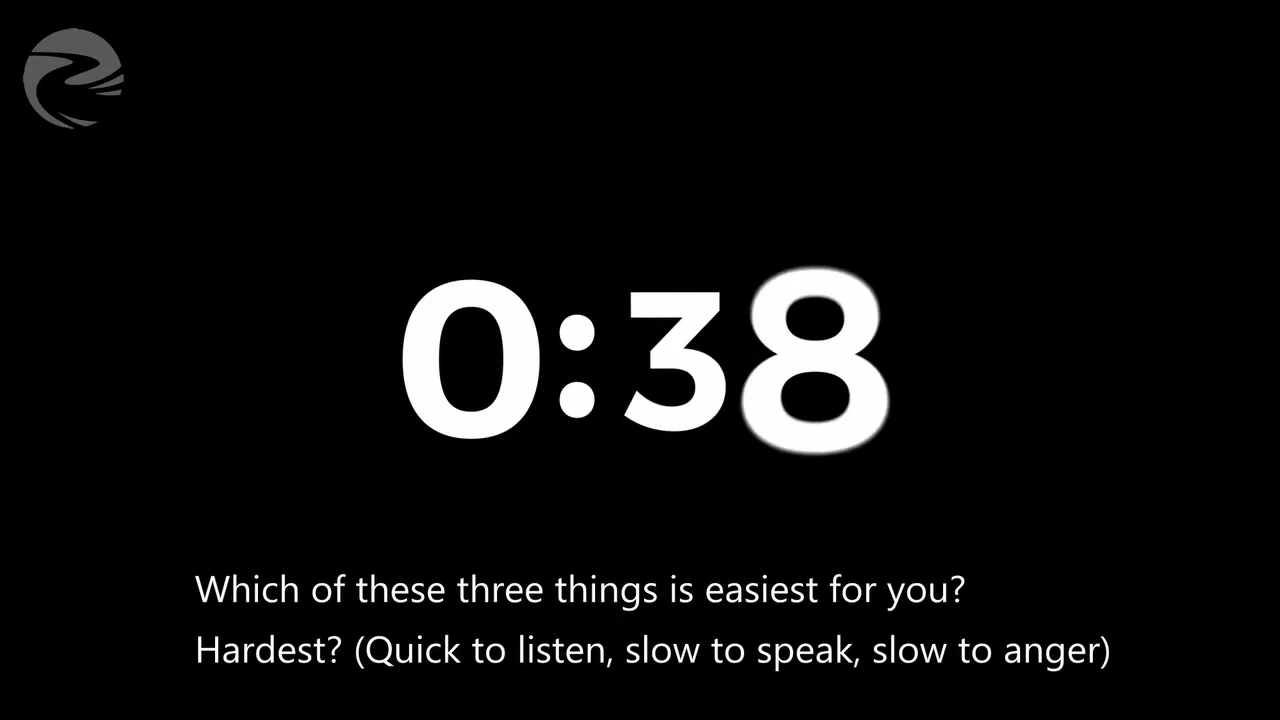 0:38
Which of these three things is easiest for you?
Hardest? (Quick to listen, slow to speak, slow to anger)